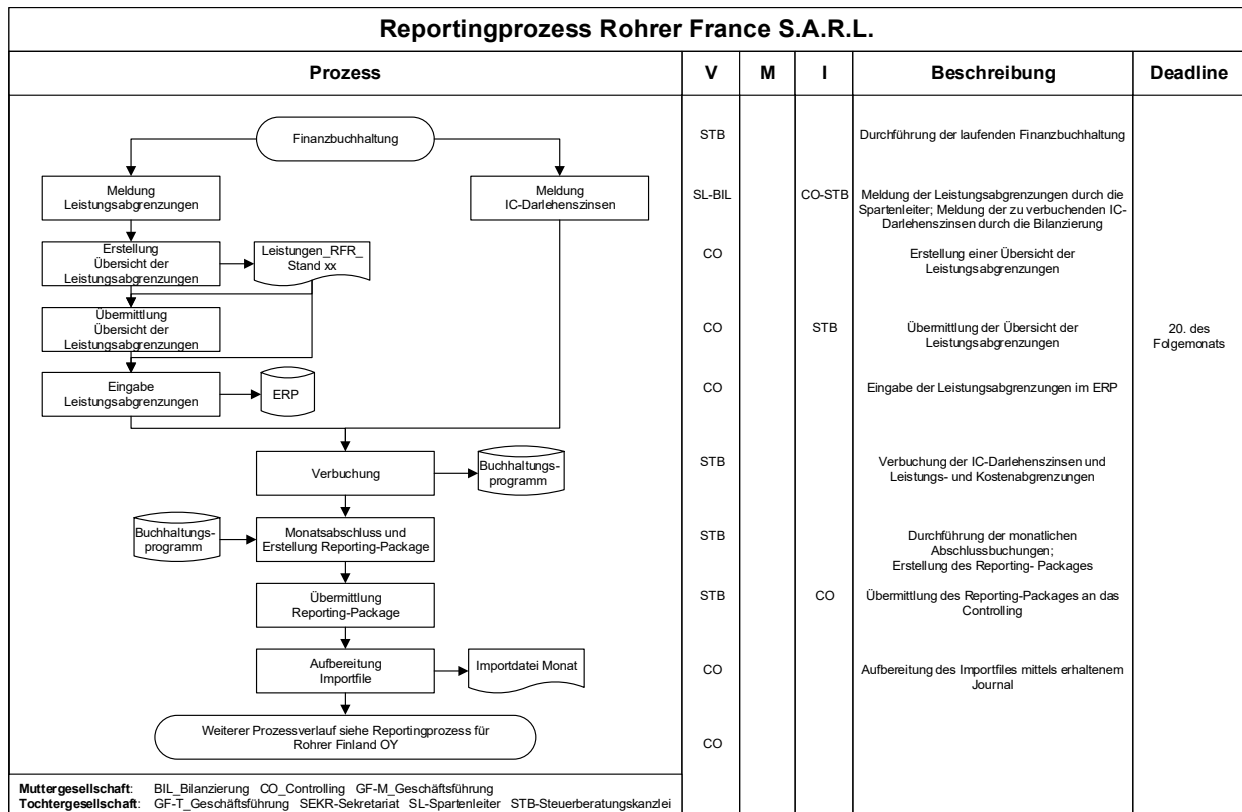 Reportingprozess Rohrer France S.A.R.L.
Prozess
V
M
I
Beschreibung
Deadline
Finanzbuchhaltung
STB
Durchführung der laufenden Finanzbuchhaltung
Meldung
Leistungsabgrenzungen
Meldung
IC-Darlehenszinsen
SL-BIL
CO-STB
Meldung der Leistungsabgrenzungen durch die
Spartenleiter; Meldung der zu verbuchenden IC-
Darlehenszinsen durch die Bilanzierung
Erstellung
Übersicht der
Leistungsabgrenzungen
Leistungen_RFR_
Stand xx
CO
Erstellung einer Übersicht der
Leistungsabgrenzungen
Übermittlung
Übersicht der
Leistungsabgrenzungen
CO
STB
Übermittlung der Übersicht der
Leistungsabgrenzungen
20. des
Folgemonats
Eingabe
Leistungsabgrenzungen
ERP
CO
Eingabe der Leistungsabgrenzungen im ERP
Verbuchung
Buchhaltungs-
programm
STB
Verbuchung der IC-Darlehenszinsen und
Leistungs- und Kostenabgrenzungen
Buchhaltungs-
programm
Monatsabschluss und
Erstellung Reporting-Package
STB
Durchführung der monatlichen
Abschlussbuchungen;
Erstellung des Reporting- Packages
Übermittlung
Reporting-Package
STB
CO
Übermittlung des Reporting-Packages an das
Controlling
Aufbereitung
Importfile
Importdatei Monat
CO
Aufbereitung des Importfiles mittels erhaltenem
Journal
Weiterer Prozessverlauf siehe Reportingprozess für
Rohrer Finland OY
CO
Muttergesellschaft: BIL_Bilanzierung CO_Controlling GF-M_Geschäftsführung
Tochtergesellschaft: GF-T_Geschäftsführung SEKR-Sekretariat SL-Spartenleiter STB-Steuerberatungskanzlei